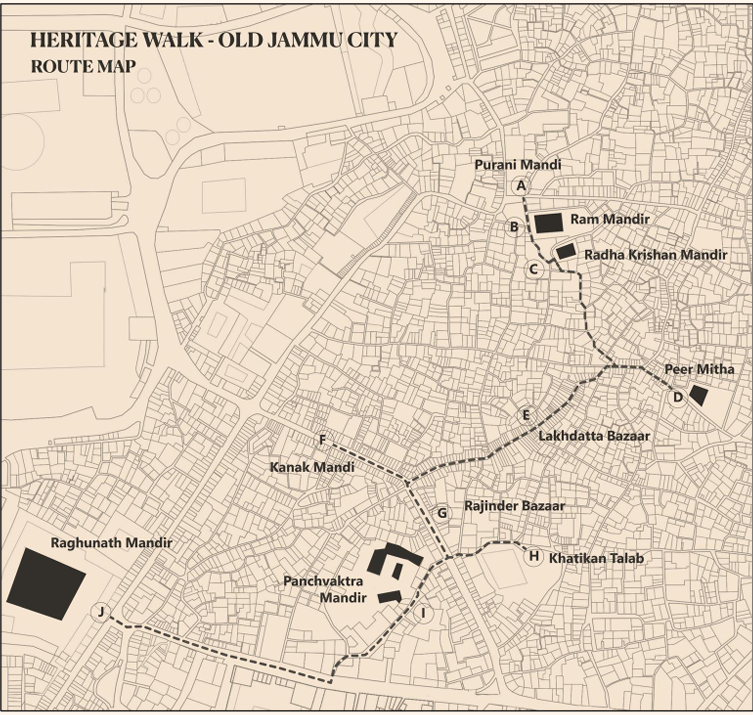 HERITAGE WALK - OLD JAMMU CITY
ROUTE MAP
Purani Mandi
A
B
Ram Mandir
Radha Krishan Mandir
C
Peer Mitha
D
E
Lakhdatta Bazaar
F
Kanak Mandi
G
Rajinder Bazaar
Raghunath Mandir
H
Khatikan Talab
Panchvaktra
Mandir
I
J